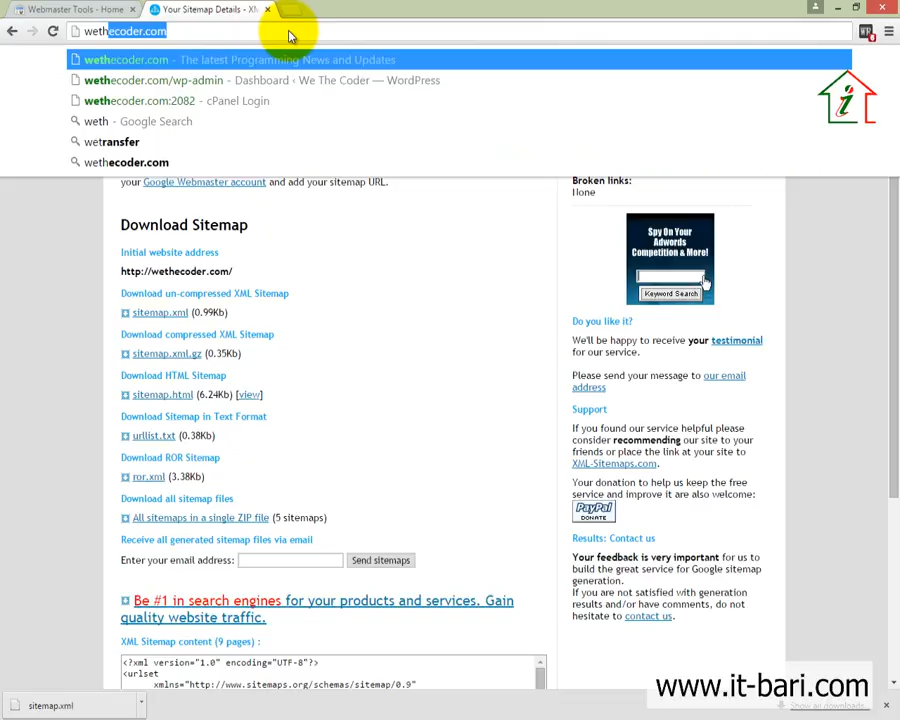 Webmaster Tools - Home
Your Sitemap Details - XM
wethecoder.com
wethecoder.com - The latest Programming News and Updates
wethecoder.com/wp-admin - Dashboard ‹ We The Coder — WordPress
wethecoder.com:2082 - cPanel Login
weth - Google Search
wetransfer
wethecoder.com
your Google Webmaster account and add your sitemap URL.
Download Sitemap
Initial website address
http://wethecoder.com/
Download un-compressed XML Sitemap
sitemap.xml (0.99Kb)
Download compressed XML Sitemap
sitemap.xml.gz (0.35Kb)
Download HTML Sitemap
sitemap.html (6.24Kb) [view]
Download Sitemap in Text Format
urllist.txt (0.38Kb)
Download ROR Sitemap
ror.xml (3.38Kb)
Download all sitemap files
All sitemaps in a single ZIP file (5 sitemaps)
Receive all generated sitemap files via email
Enter your email address: Send sitemaps
Be #1 in search engines for your products and services. Gain
quality website traffic.
XML Sitemap content (9 pages) :
<?xml version="1.0" encoding="UTF-8"?>
<urlset
xmlns="http://www.sitemaps.org/schemas/sitemap/0.9"
Broken links:
None
Spy On Your
Adwords
Competition & More!
Keyword Search
Do you like it?
We'll be happy to receive your testimonial
for our service.
Please send your message to our email
address
Support
If you found our service helpful please
consider recommending our site to your
friends or place the link at your site to
XML-Sitemaps.com.
Your donation to help us keep the free
service and improve it are also welcome:
PayPal
DONATE
Results: Contact us
Your feedback is very important for us to
build the great service for Google sitemap
generation.
If you are not satisfied with generation
results and/or have comments, do not
hesitate to contact us.
www.it-bari.com
sitemap.xml
Show all downloads...